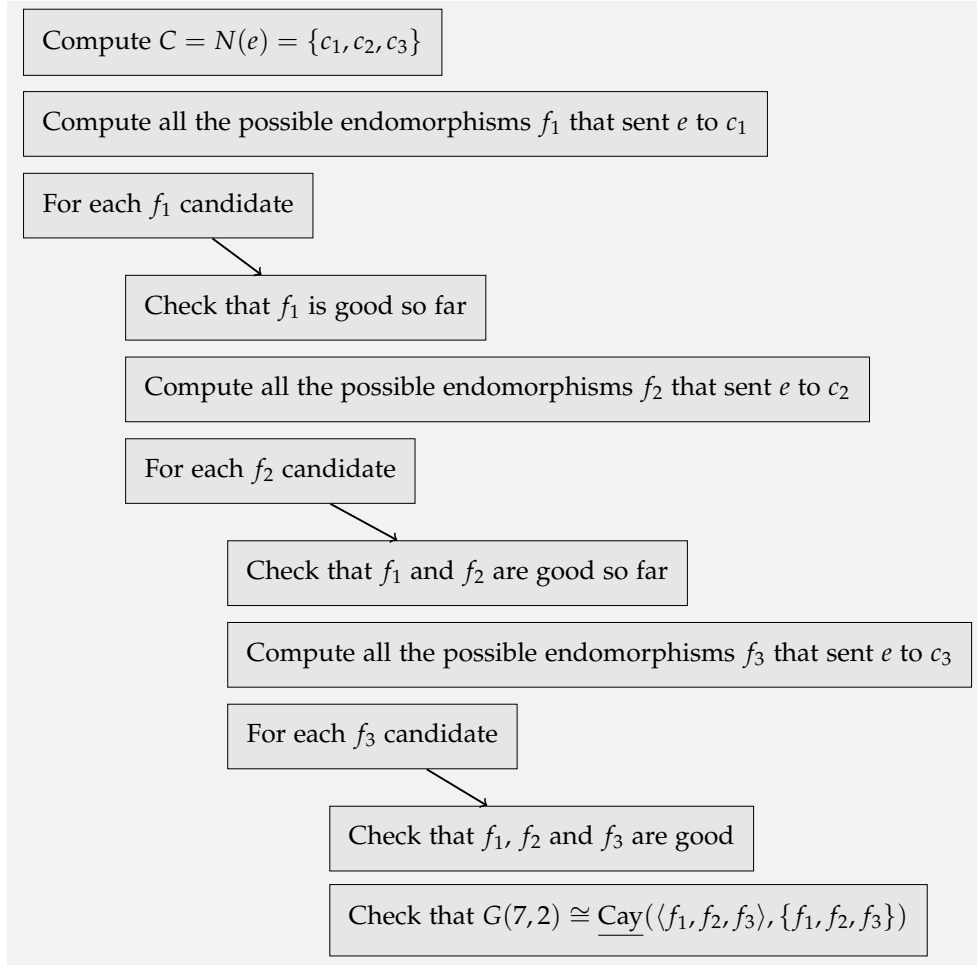 Compute C = N(e) = {c₁, c₂, c₃}
Compute all the possible endomorphisms f₁ that sent e to c₁
For each f₁ candidate
Check that f₁ is good so far
Compute all the possible endomorphisms f₂ that sent e to c₂
For each f₂ candidate
Check that f₁ and f₂ are good so far
Compute all the possible endomorphisms f₃ that sent e to c₃
For each f₃ candidate
Check that f₁, f₂ and f₃ are good
Check that G(7, 2) ≅ Cay(⟨f₁, f₂, f₃⟩, {f₁, f₂, f₃})